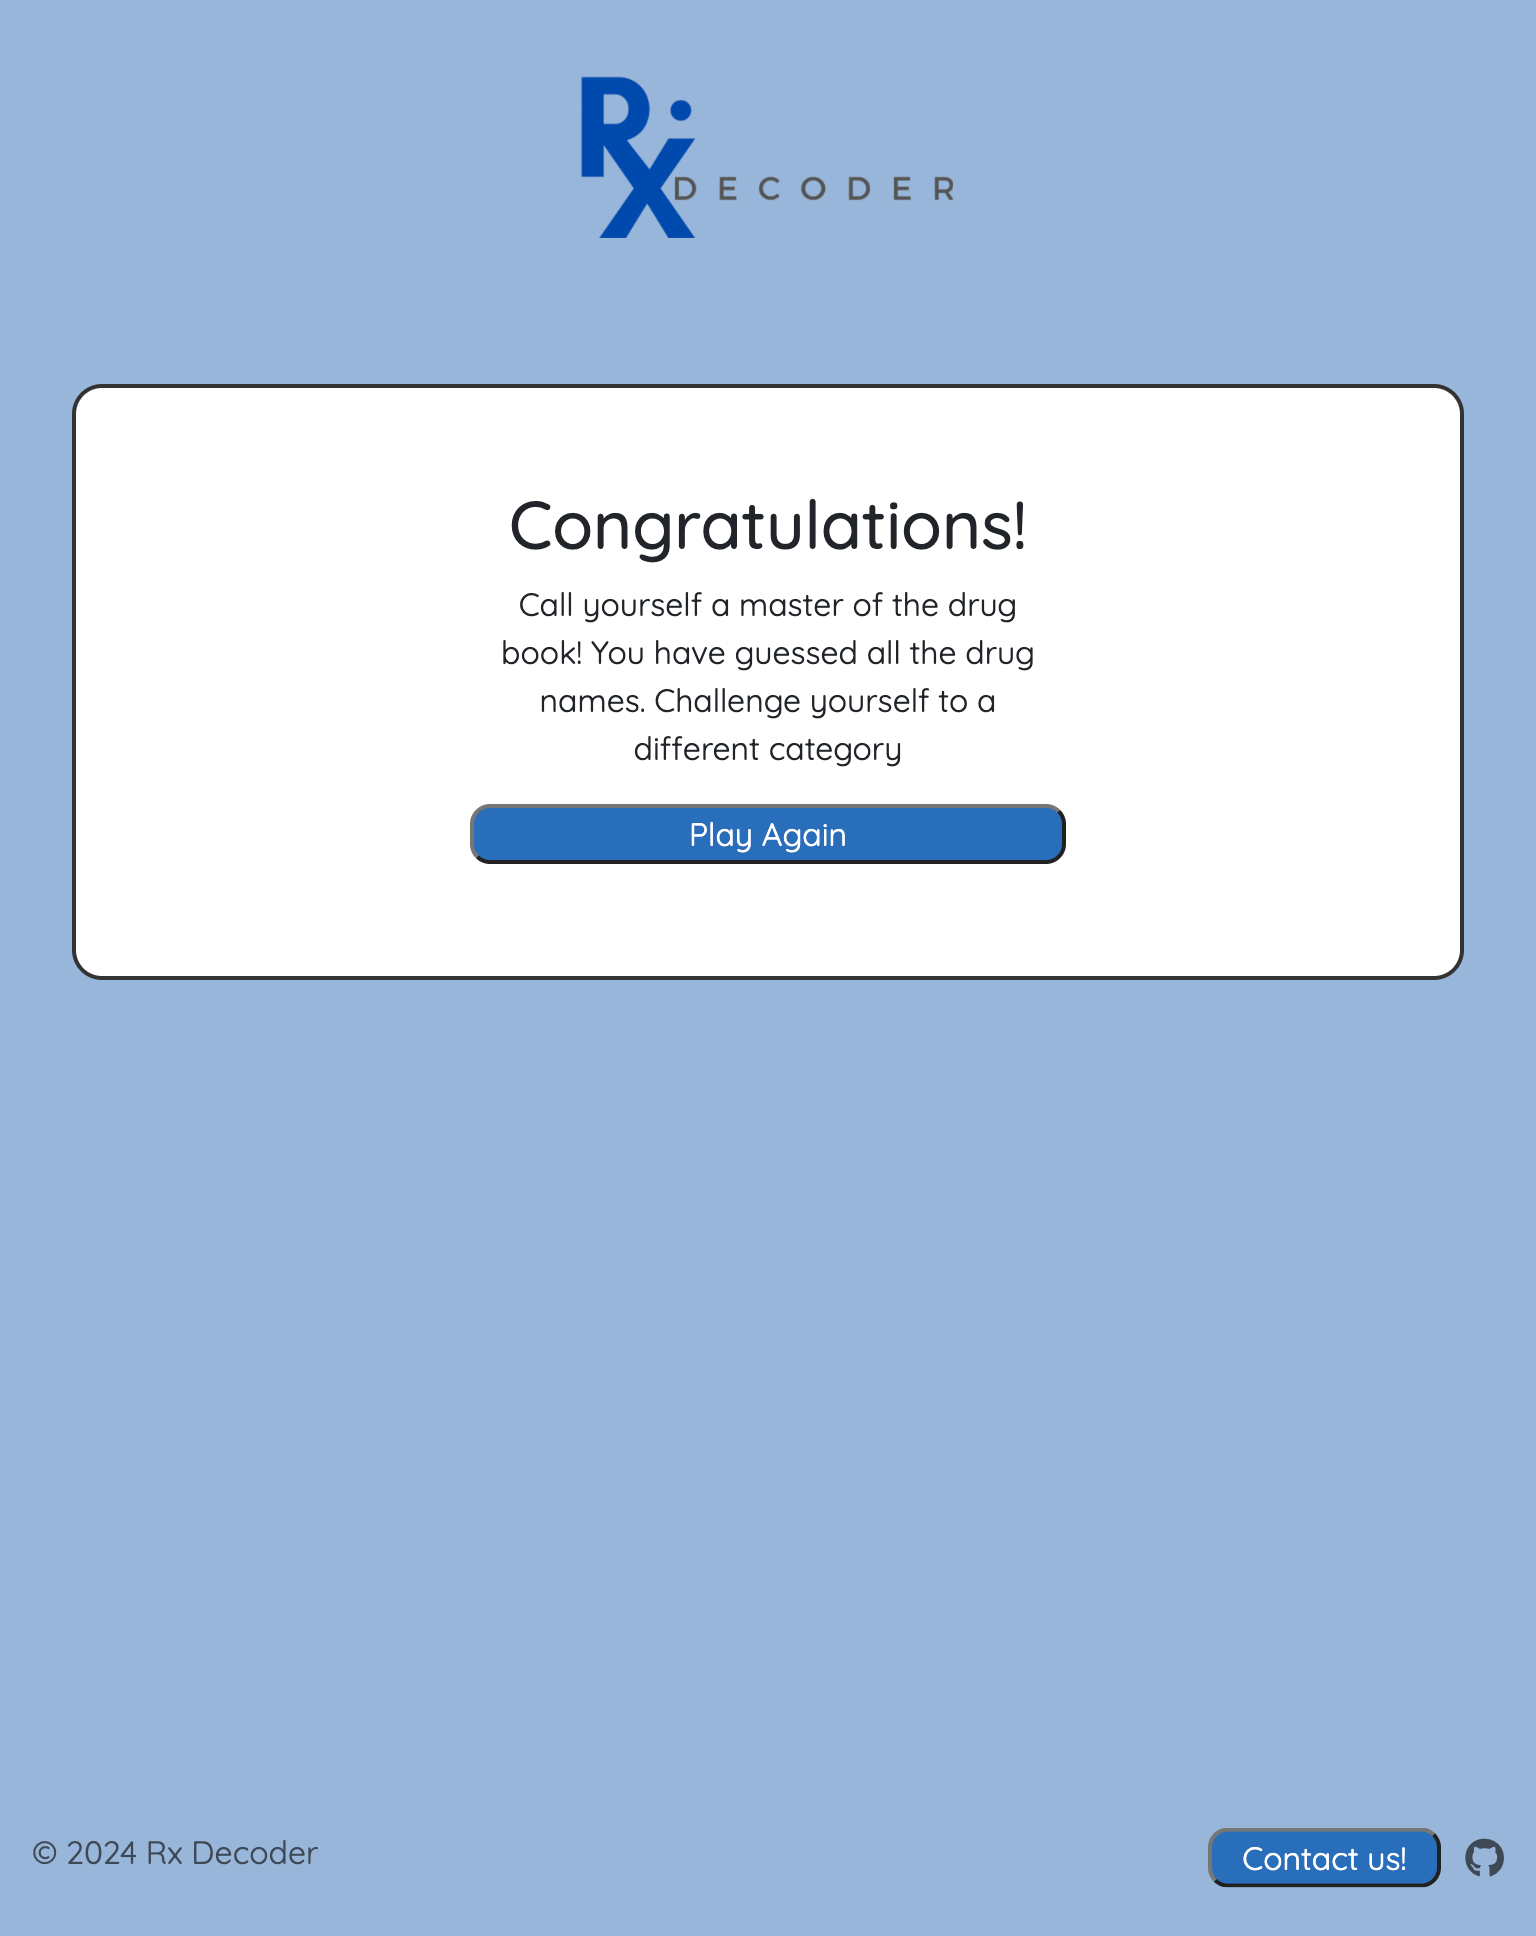 Rx
DECODER
Congratulations!
Call yourself a master of the drug
book! You have guessed all the drug
names. Challenge yourself to a
different category
Play Again
© 2024 Rx Decoder
Contact us!